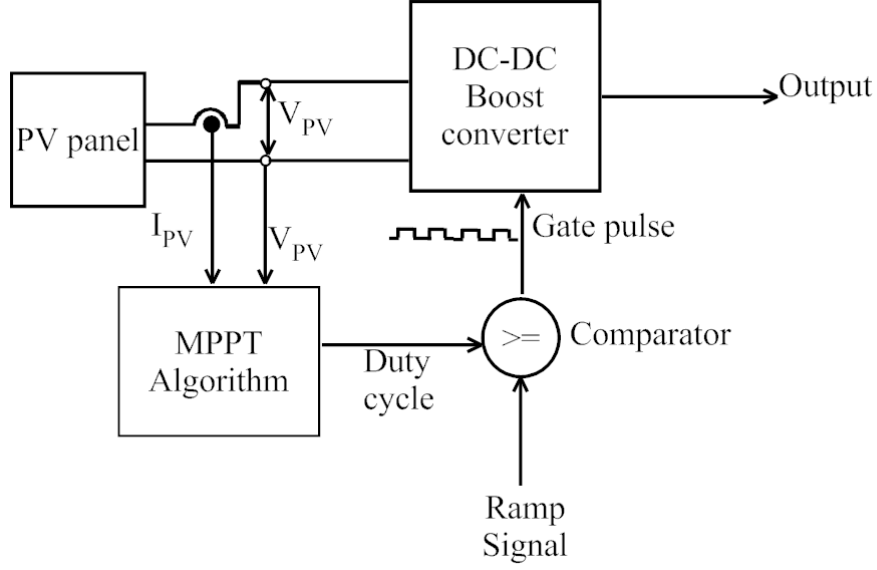 DC-DC
Boost
converter
Output
PV panel
V_PV
I_PV
V_PV
Gate pulse
MPPT
Algorithm
Duty
cycle
>=
Comparator
Ramp
Signal